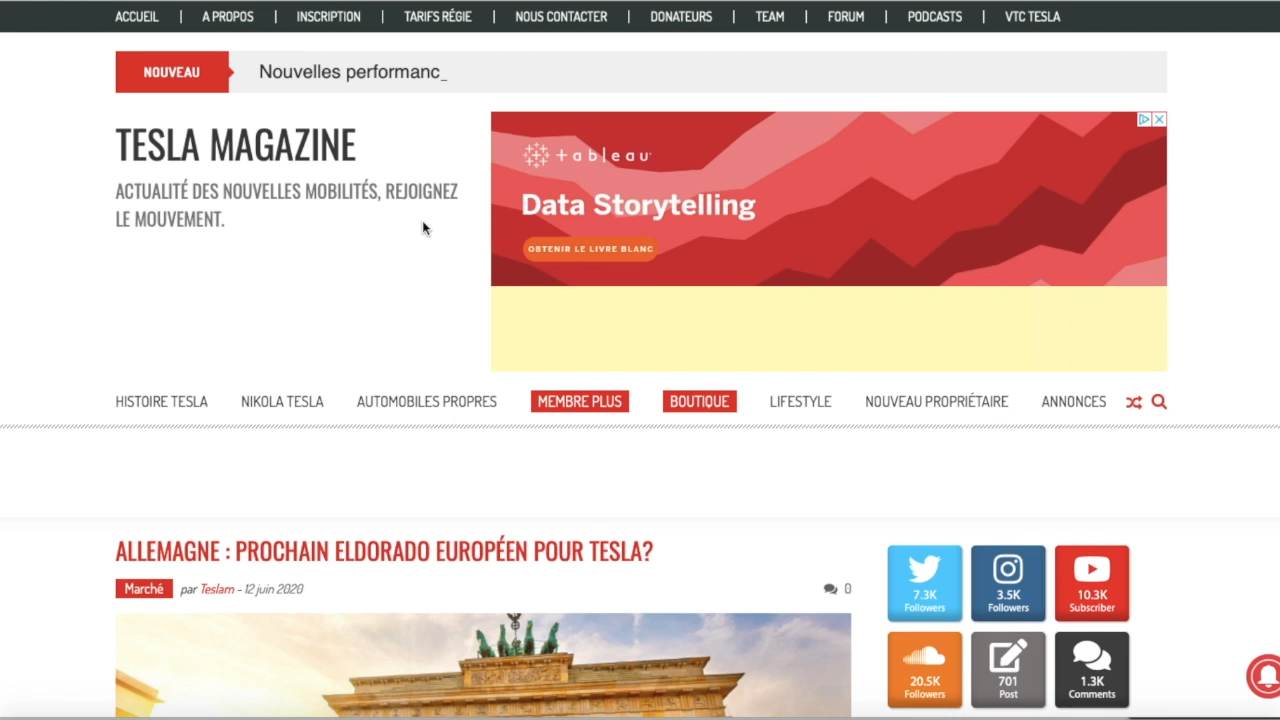 ACCUEIL | A PROPOS | INSCRIPTION | TARIFS RÉGIE | NOUS CONTACTER | DONATEURS | TEAM | FORUM | PODCASTS | VTC TESLA
NOUVEAU Nouvelles performanc_
TESLA MAGAZINE
ACTUALITÉ DES NOUVELLES MOBILITÉS, REJOIGNEZ
LE MOUVEMENT.
+ableau
Data Storytelling
OBTENIR LE LIVRE BLANC
HISTOIRE TESLA NIKOLA TESLA AUTOMOBILES PROPRES MEMBRE PLUS BOUTIQUE LIFESTYLE NOUVEAU PROPRIÉTAIRE ANNONCES
ALLEMAGNE : PROCHAIN ELDORADO EUROPÉEN POUR TESLA?
Marché par Teslam - 12 juin 2020 0
7.3K
Followers
3.5K
Followers
10.3K
Subscriber
20.5K
Followers
701
Post
1.3K
Comments